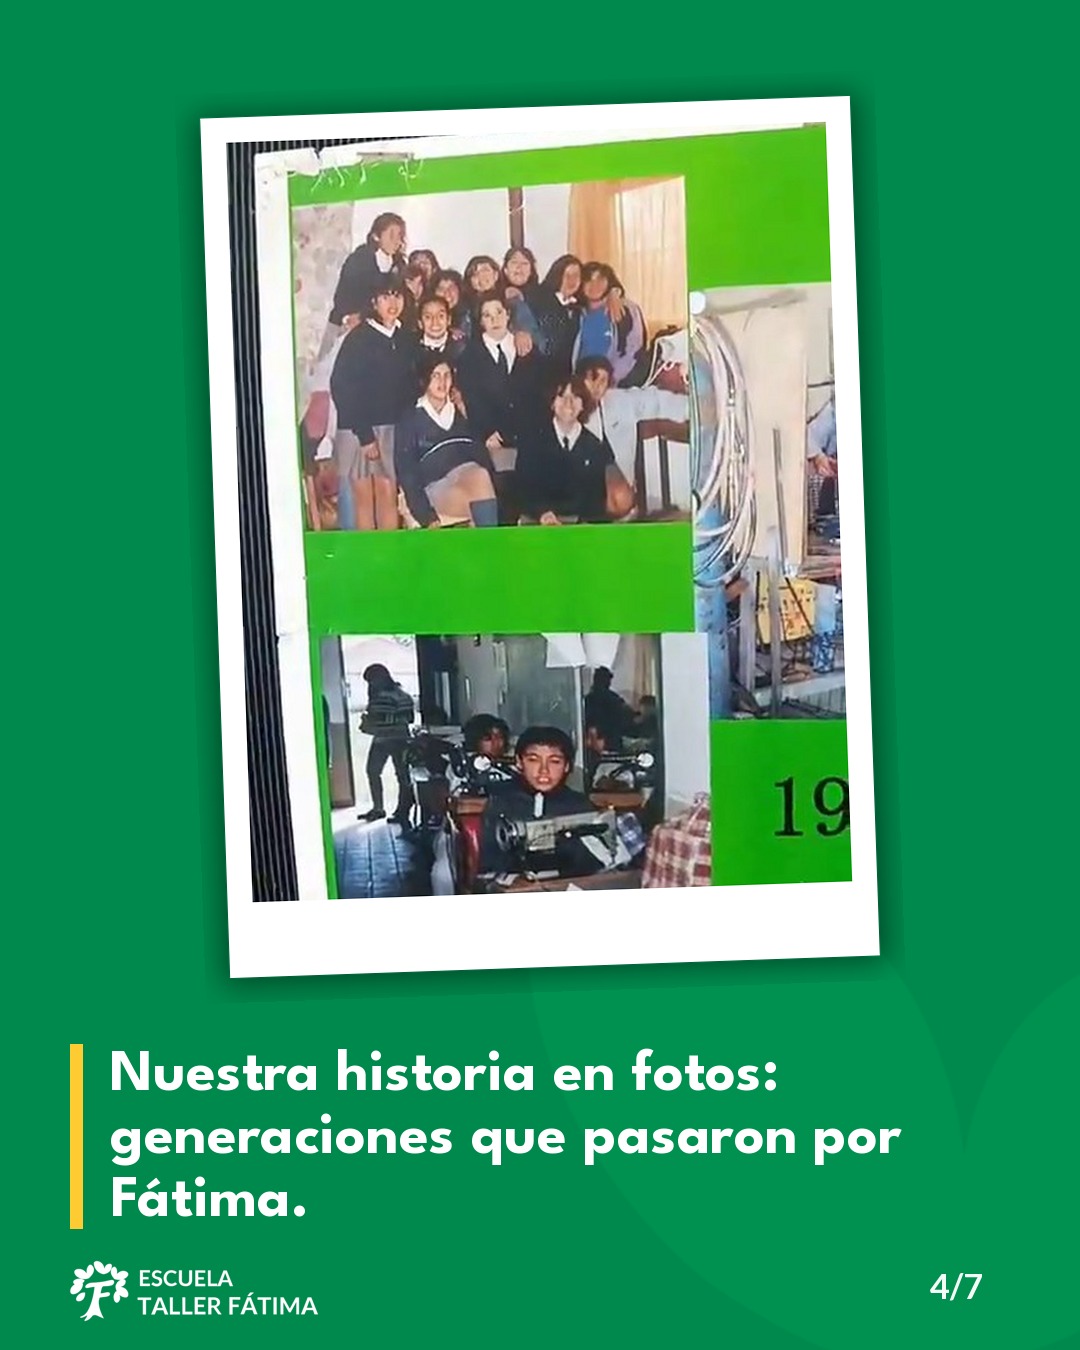 19
Nuestra historia en fotos:
generaciones que pasaron por
Fátima.
ESCUELA
TALLER FÁTIMA
4/7